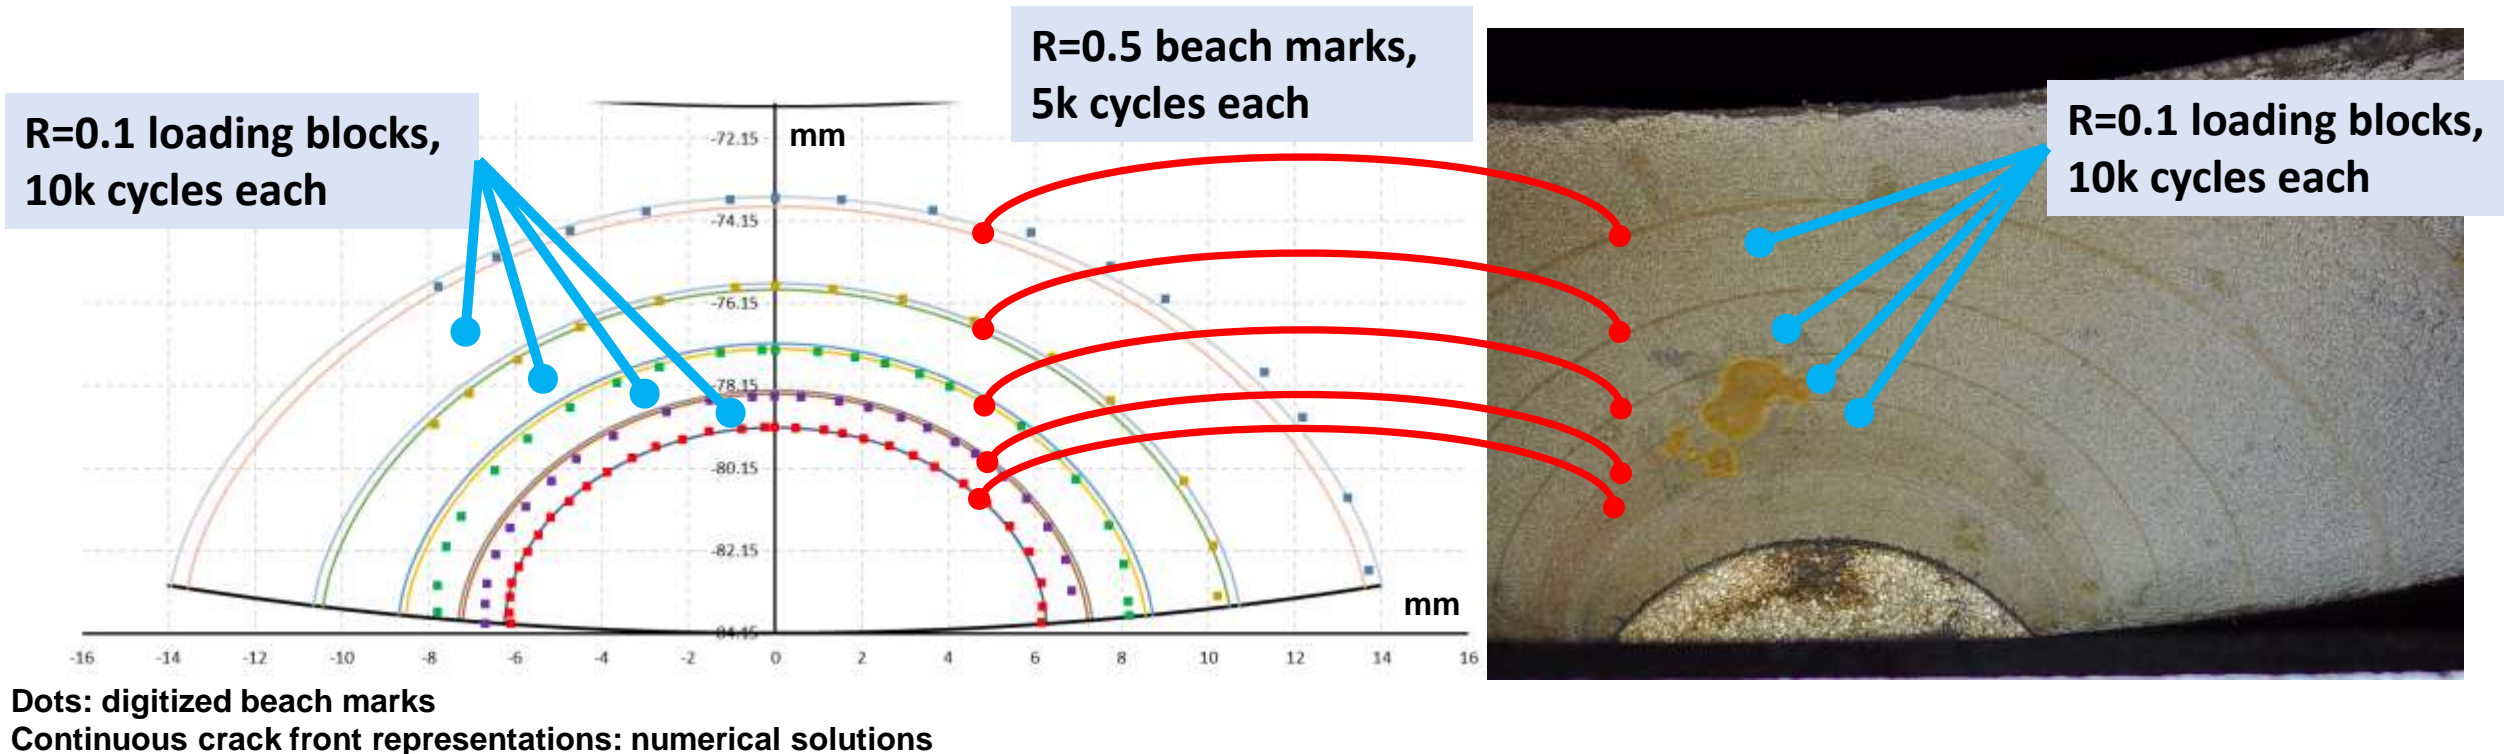 R=0.5 beach marks,
5k cycles each
R=0.1 loading blocks,
10k cycles each
R=0.1 loading blocks,
10k cycles each
mm
-72.15
-74.15
-76.15
-78.15
-80.15
-82.15
mm
-84.15
-16 -14 -12 -10 -8 -6 -4 -2 0 2 4 6 8 10 12 14 16
Dots: digitized beach marks
Continuous crack front representations: numerical solutions